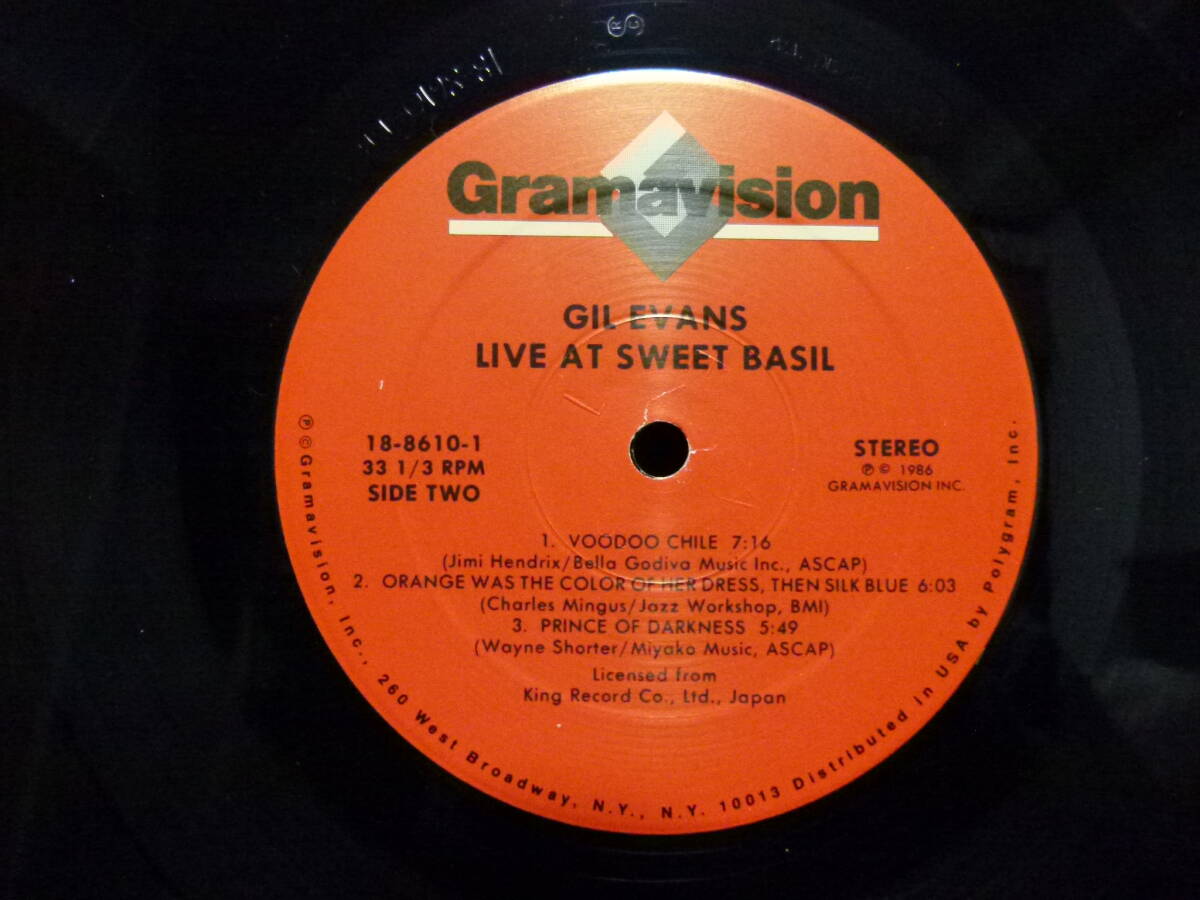 Gramavision
GIL EVANS
LIVE AT SWEET BASIL
18-8610-1
33 1/3 RPM
SIDE TWO
STEREO
℗ © 1986
GRAMAVISION INC.
1. VOODOO CHILE 7:16
(Jimi Hendrix/Bella Godiva Music Inc., ASCAP)
2. ORANGE WAS THE COLOR OF HER DRESS, THEN SILK BLUE 6:03
(Charles Mingus/Jazz Workshop, BMI)
3. PRINCE OF DARKNESS 5:49
(Wayne Shorter/Miyako Music, ASCAP)
Licensed from
King Record Co., Ltd., Japan
℗ © Gramavision, Inc., 260 West Broadway, N.Y., N.Y. 10013 Distributed in USA by Polygram, Inc.